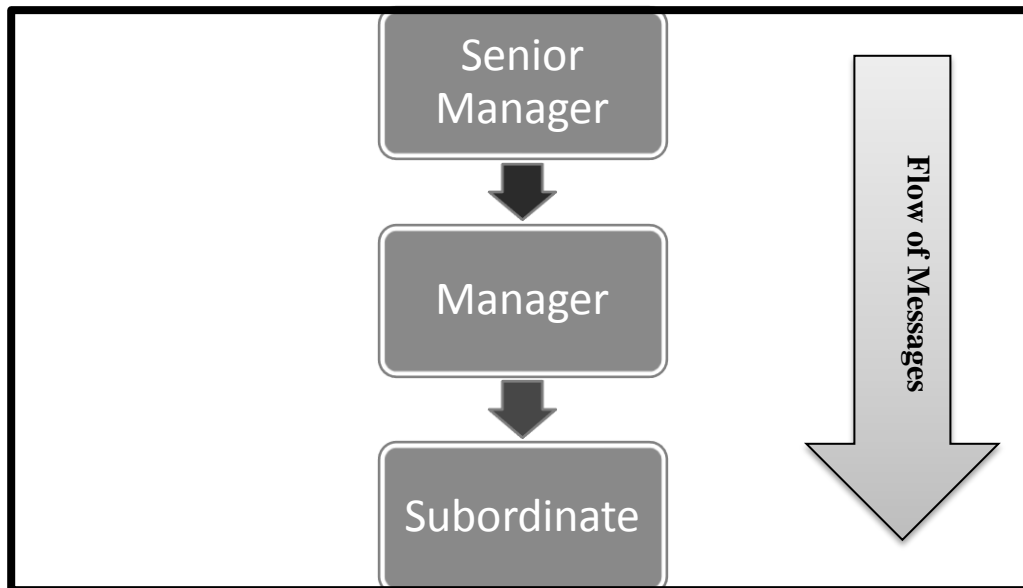 Senior
Manager
Manager
Subordinate
Flow of Messages